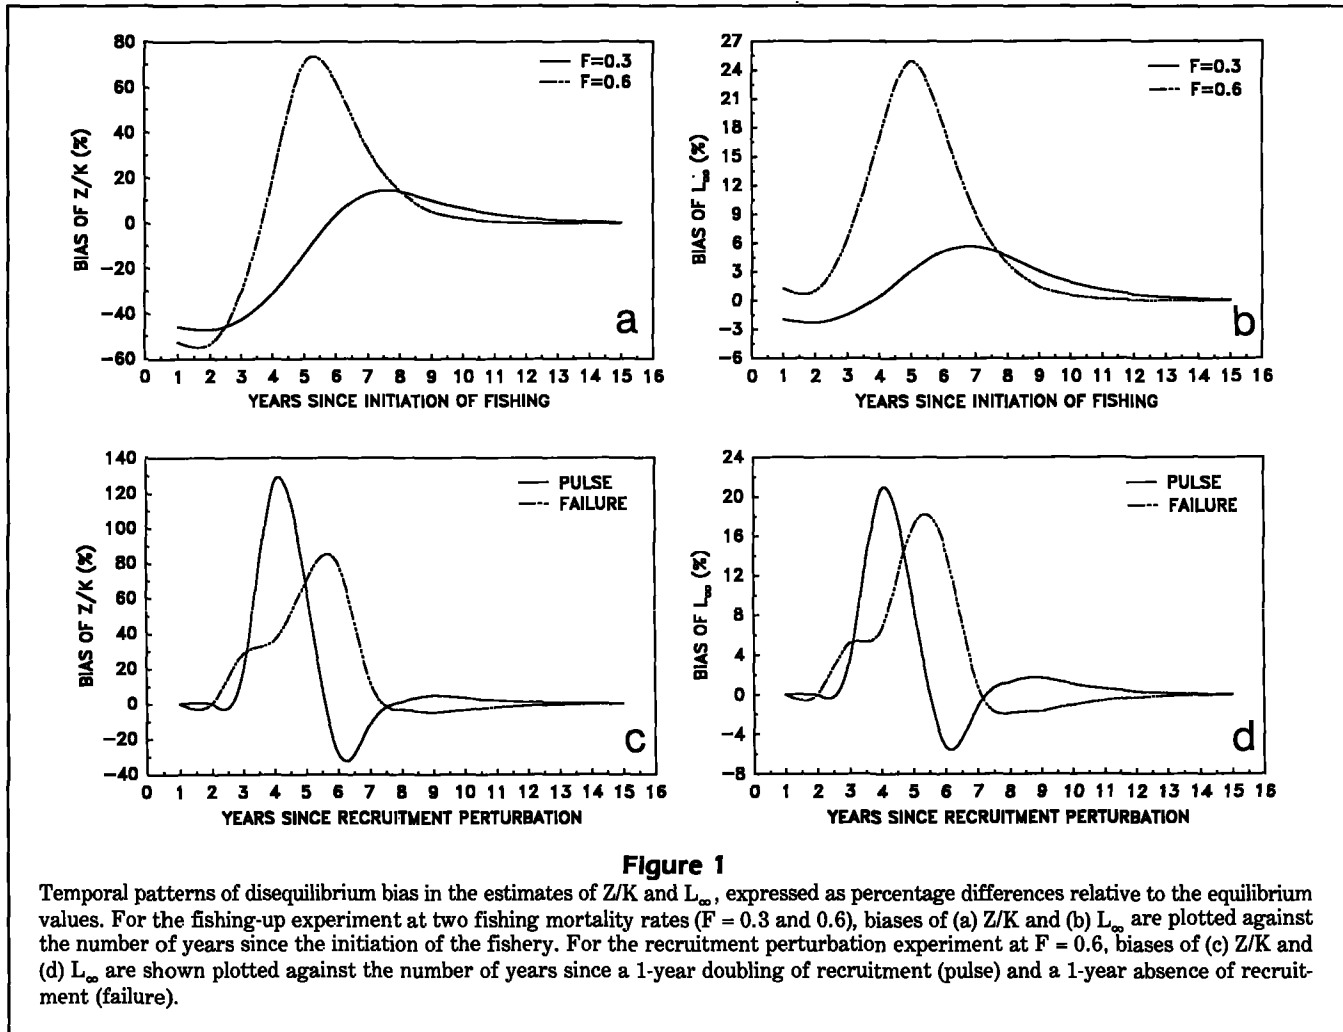 80
60
40
20
0
−20
−40
−60
BIAS OF Z/K (%)
F=0.3
F=0.6
a
0 1 2 3 4 5 6 7 8 9 10 11 12 13 14 15 16
YEARS SINCE INITIATION OF FISHING
27
24
21
18
15
12
9
6
3
0
−3
−6
BIAS OF L∞ (%)
F=0.3
F=0.6
b
0 1 2 3 4 5 6 7 8 9 10 11 12 13 14 15 16
YEARS SINCE INITIATION OF FISHING
140
120
100
80
60
40
20
0
−20
−40
BIAS OF Z/K (%)
PULSE
FAILURE
c
0 1 2 3 4 5 6 7 8 9 10 11 12 13 14 15 16
YEARS SINCE RECRUITMENT PERTURBATION
24
20
16
12
8
4
0
−4
−8
BIAS OF L∞ (%)
PULSE
FAILURE
d
0 1 2 3 4 5 6 7 8 9 10 11 12 13 14 15 16
YEARS SINCE RECRUITMENT PERTURBATION
Figure 1
Temporal patterns of disequilibrium bias in the estimates of Z/K and L∞, expressed as percentage differences relative to the equilibrium
values. For the fishing-up experiment at two fishing mortality rates (F = 0.3 and 0.6), biases of (a) Z/K and (b) L∞ are plotted against
the number of years since the initiation of the fishery. For the recruitment perturbation experiment at F = 0.6, biases of (c) Z/K and
(d) L∞ are shown plotted against the number of years since a 1-year doubling of recruitment (pulse) and a 1-year absence of recruit-
ment (failure).